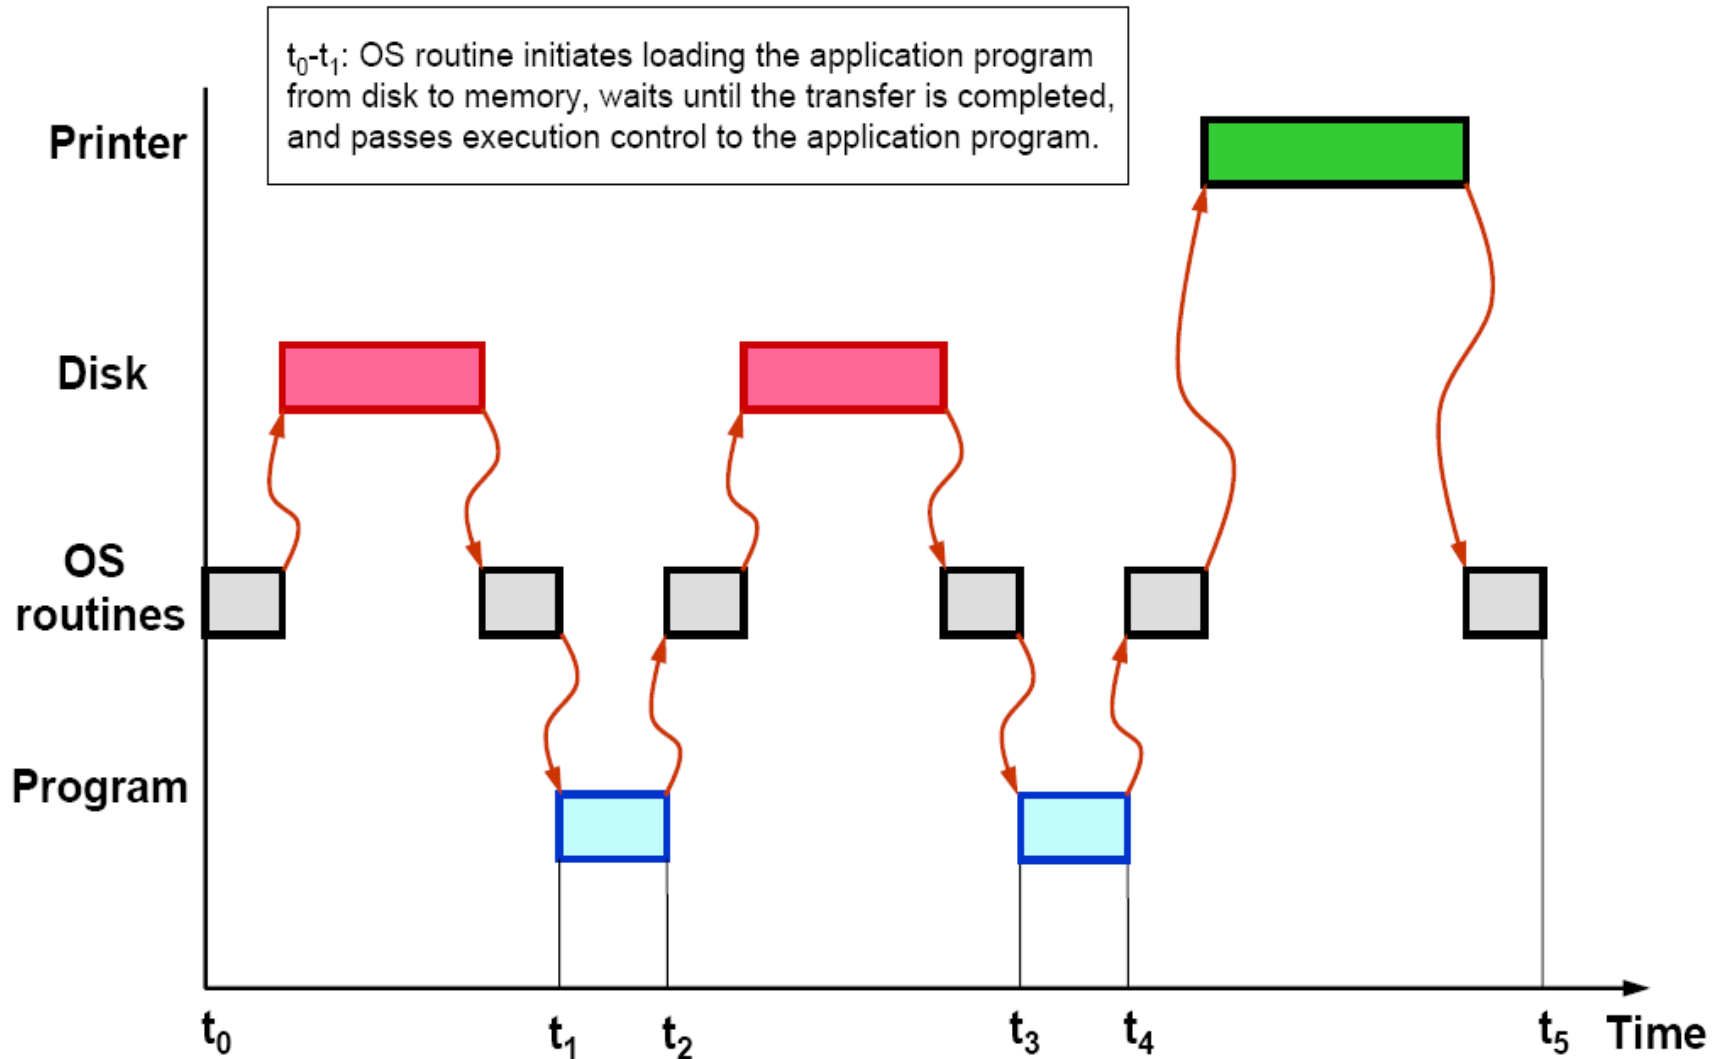 t0-t1: OS routine initiates loading the application program
from disk to memory, waits until the transfer is completed,
and passes execution control to the application program.
Printer
Disk
OS
routines
Program
t0
t1
t2
t3
t4
t5
Time